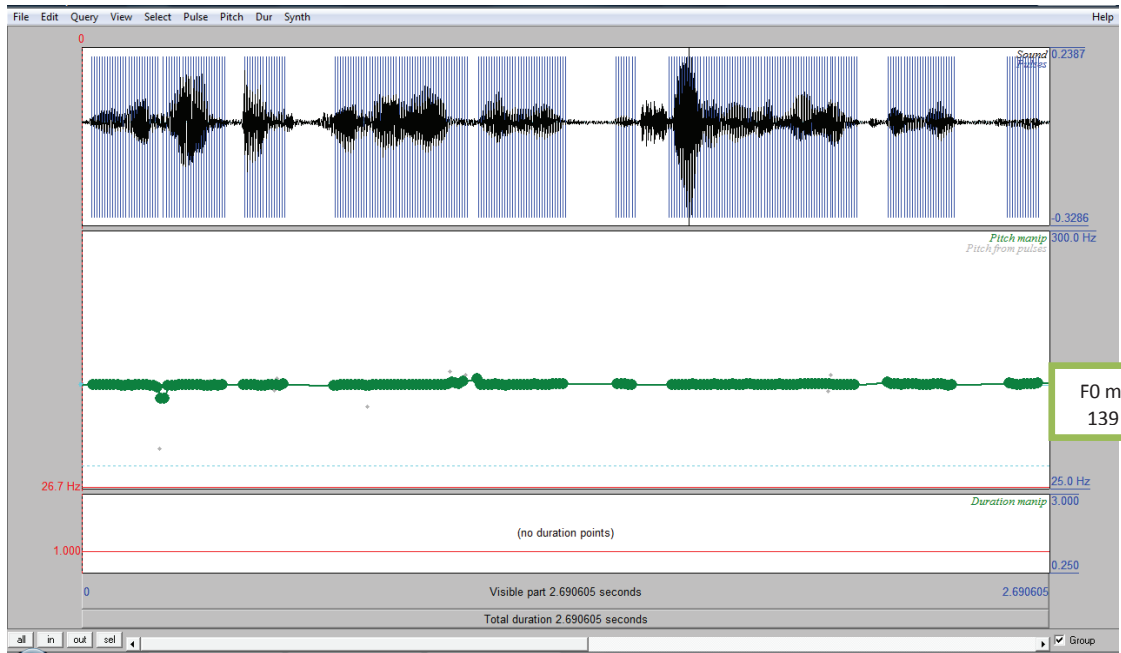 File Edit Query View Select Pulse Pitch Dur Synth Help
0
Sound 0.2387
Pulses
-0.3286
Pitch manip 300.0 Hz
Pitch from pulses
F0 m
139
26.7 Hz 25.0 Hz
Duration manip 3.000
(no duration points)
1.000
0.250
0 Visible part 2.690605 seconds 2.690605
Total duration 2.690605 seconds
all in out sel Group